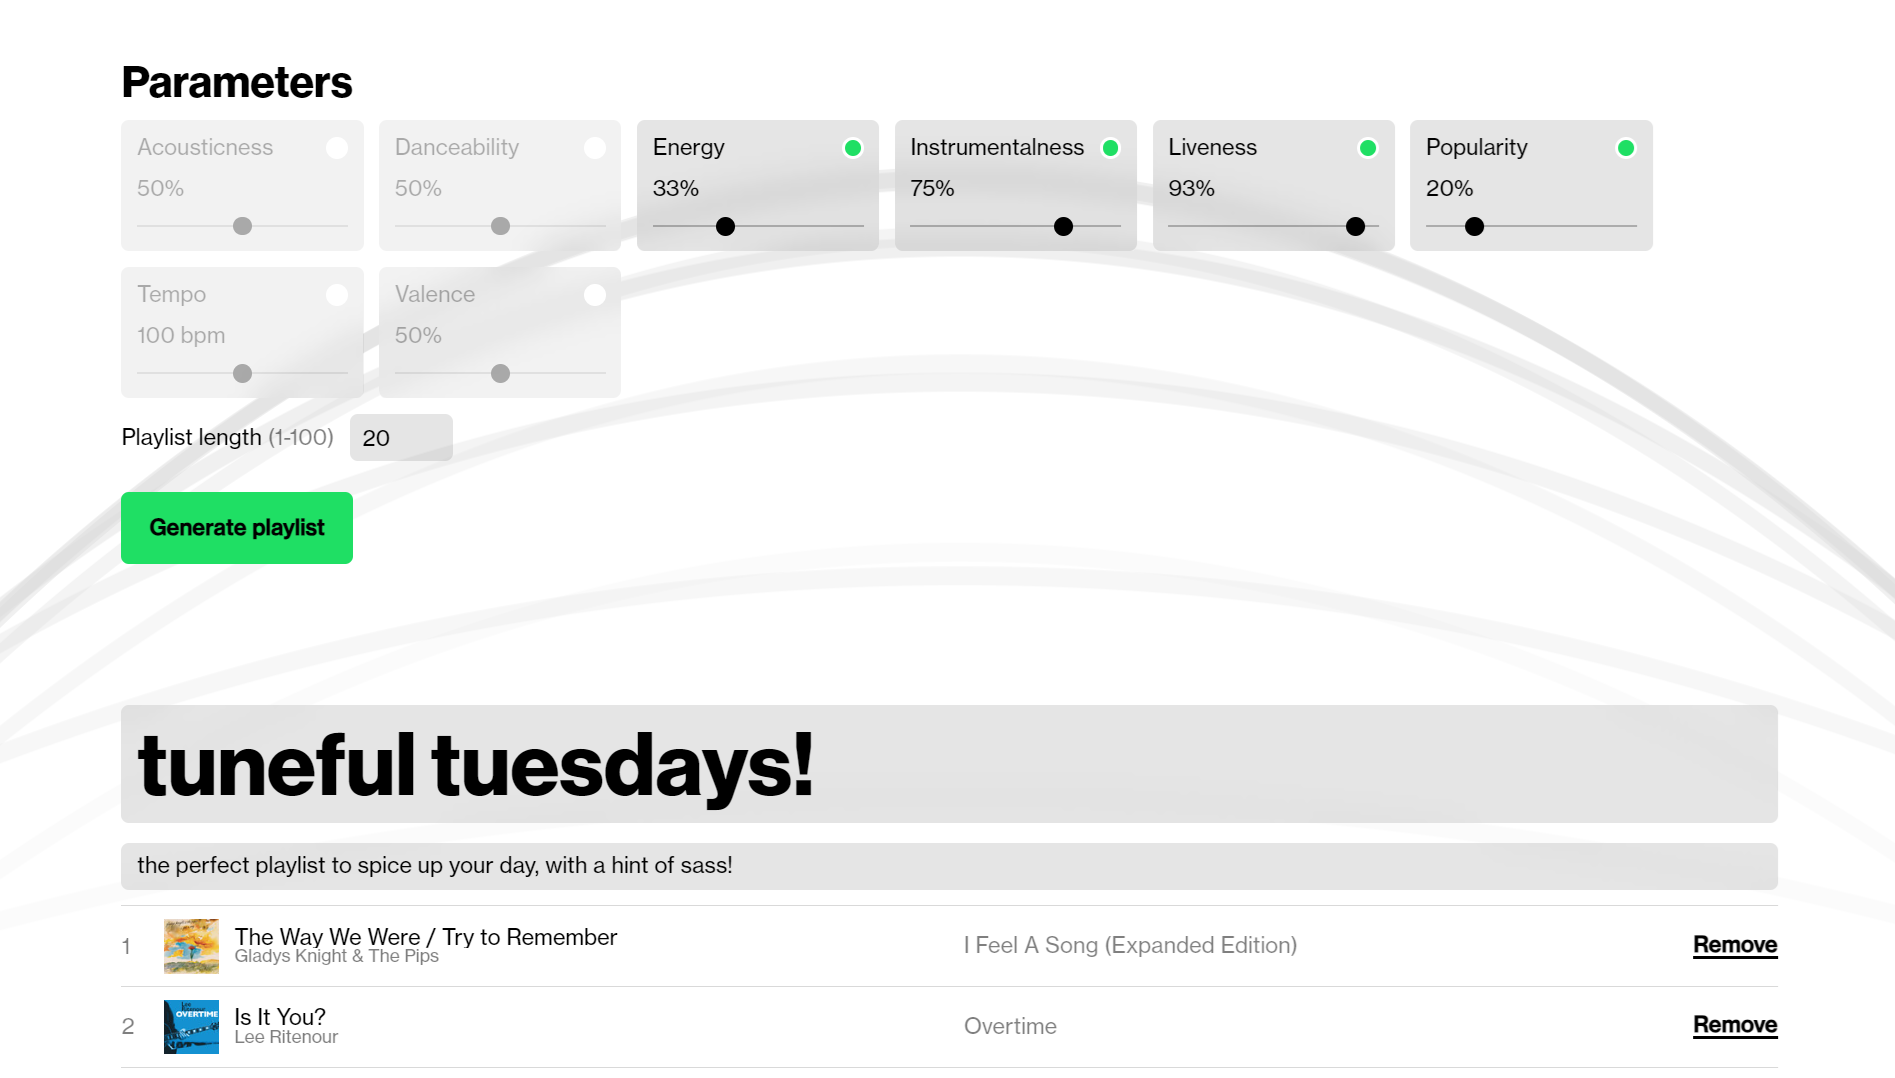 Parameters
Acousticness
50%
Danceability
50%
Energy
33%
Instrumentalness
75%
Liveness
93%
Popularity
20%
Tempo
100 bpm
Valence
50%
Playlist length (1-100) 20
Generate playlist
tuneful tuesdays!
the perfect playlist to spice up your day, with a hint of sass!
1 The Way We Were / Try to Remember
Gladys Knight & The Pips
I Feel A Song (Expanded Edition)
Remove
2 Is It You?
Lee Ritenour
OVERTIME
Overtime
Remove